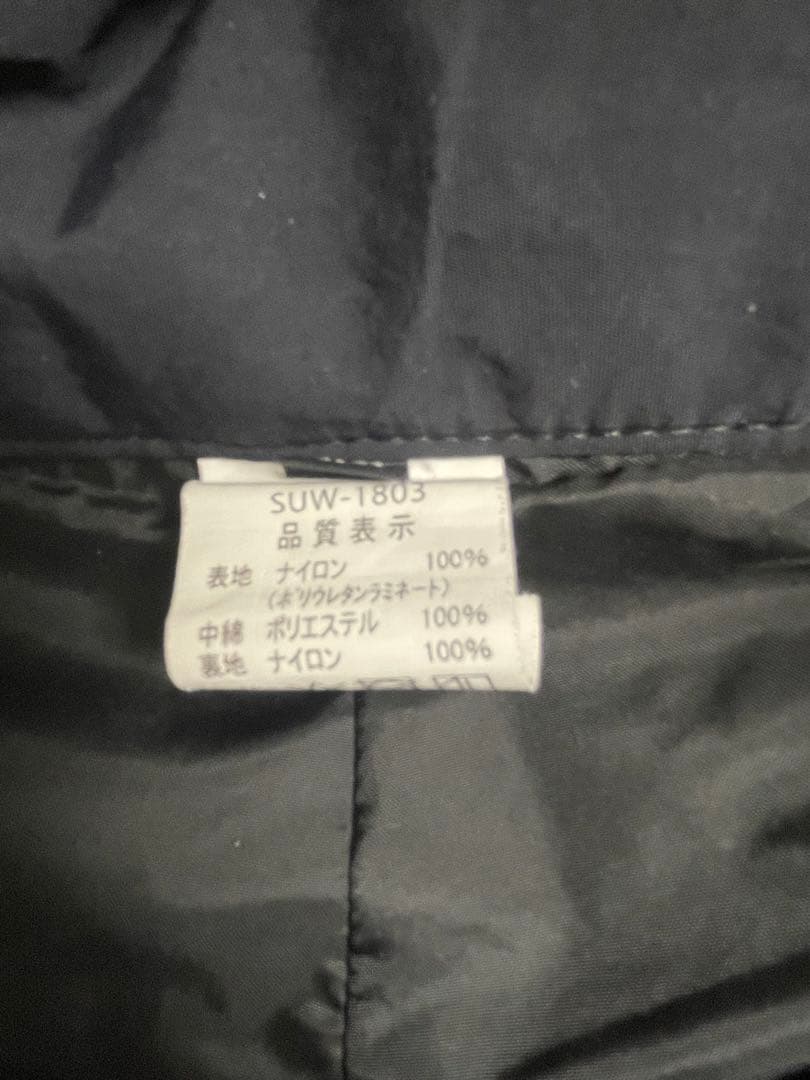 SUW-1803
品質表示
表地 ナイロン 100%
(ポリウレタンラミネート)
中綿 ポリエステル 100%
裏地 ナイロン 100%